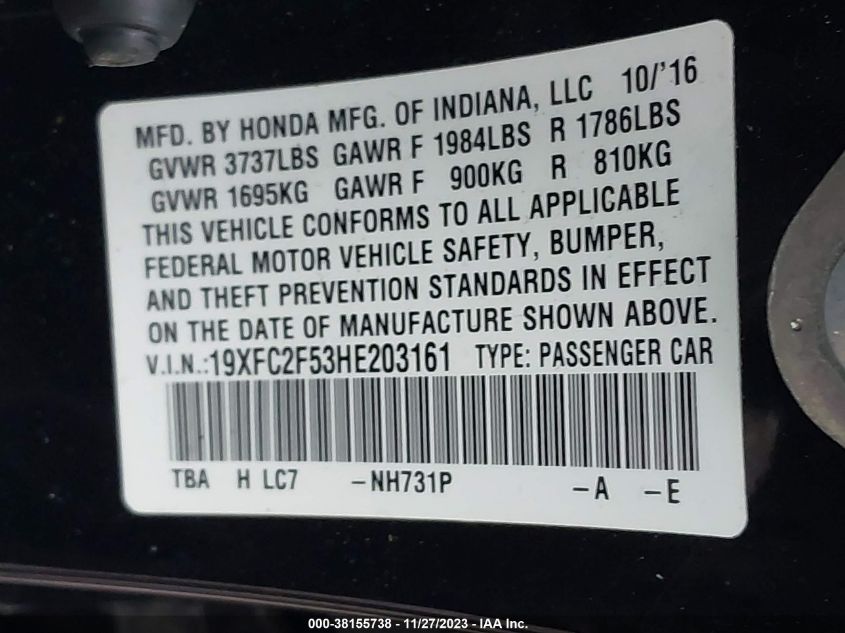 MFD. BY HONDA MFG. OF INDIANA, LLC 10/'16
GVWR 3737LBS GAWR F 1984LBS R 1786LBS
GVWR 1695KG GAWR F 900KG R 810KG
THIS VEHICLE CONFORMS TO ALL APPLICABLE
FEDERAL MOTOR VEHICLE SAFETY, BUMPER,
AND THEFT PREVENTION STANDARDS IN EFFECT
ON THE DATE OF MANUFACTURE SHOWN ABOVE.
V.I.N.:19XFC2F53HE203161 TYPE: PASSENGER CAR
TBA H LC7 -NH731P -A -E
000-38155738 - 11/27/2023 - IAA Inc.